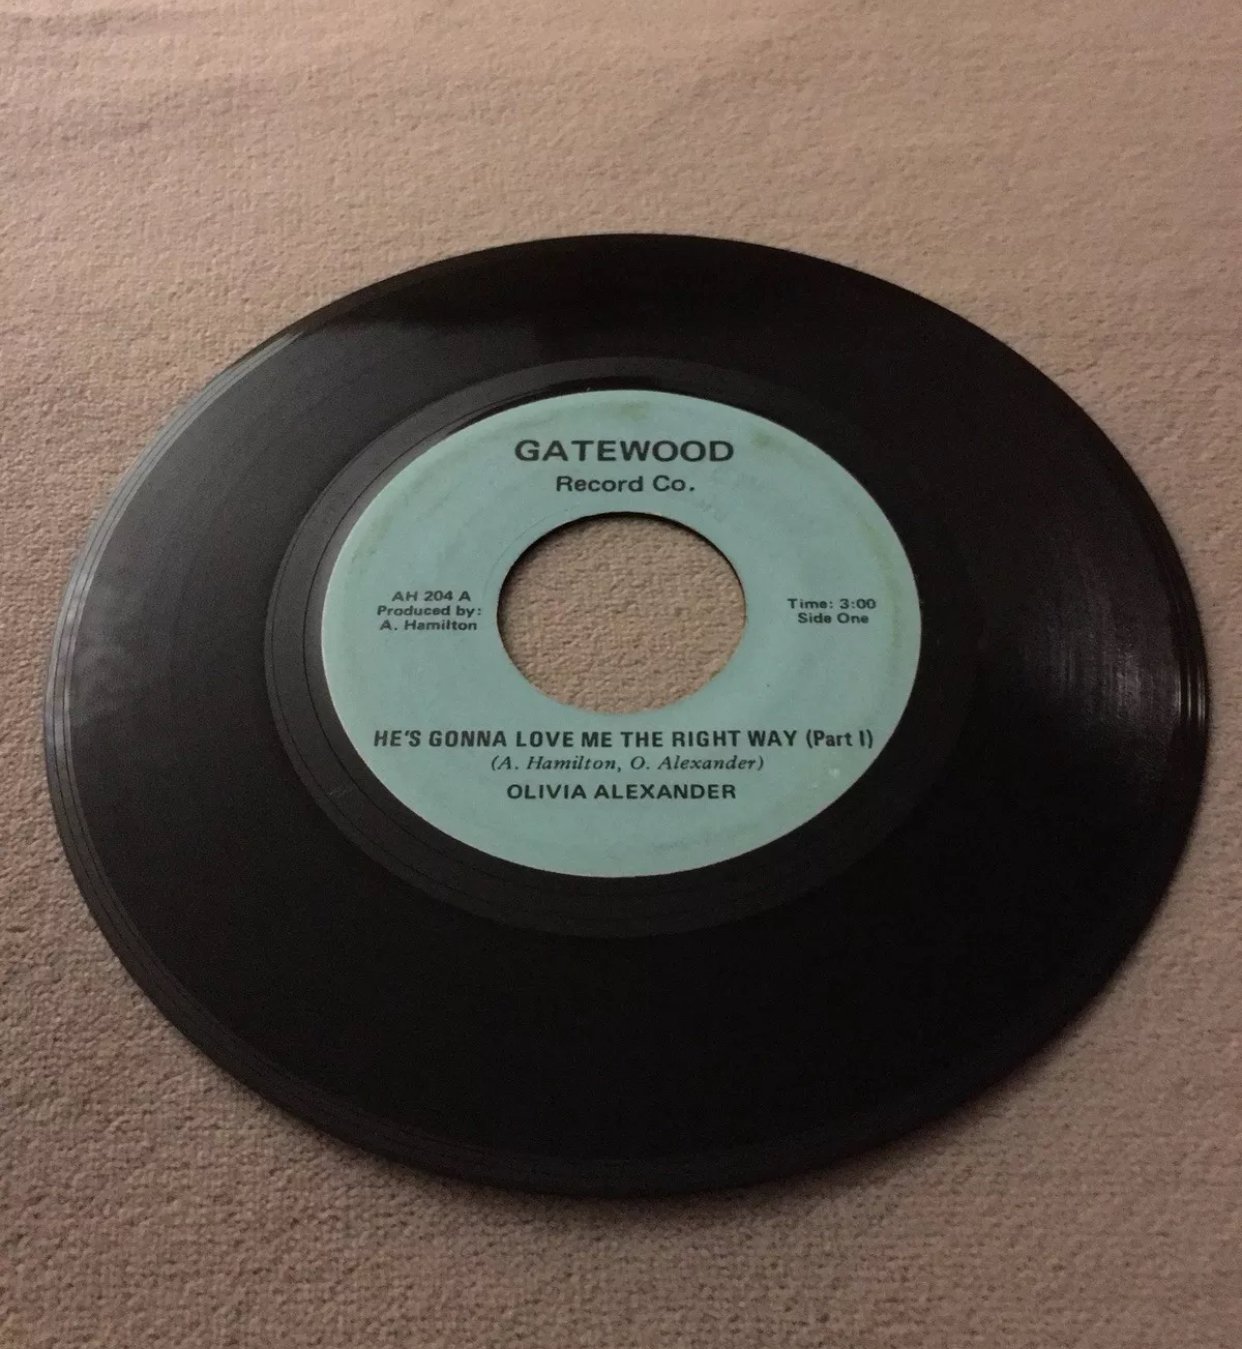 GATEWOOD
Record Co.
AH 204 A
Produced by:
A. Hamilton
Time: 3:00
Side One
HE'S GONNA LOVE ME THE RIGHT WAY (Part I)
(A. Hamilton, O. Alexander)
OLIVIA ALEXANDER